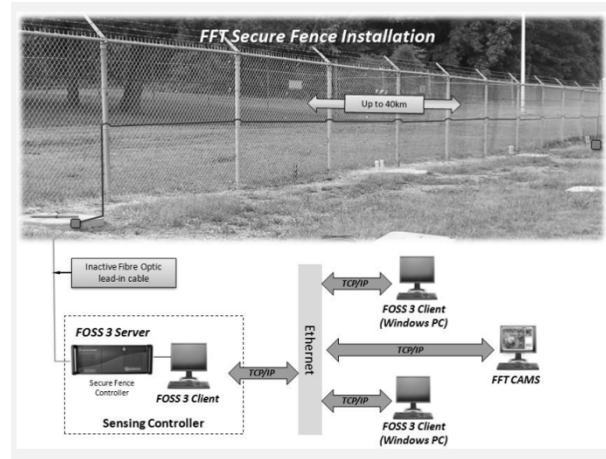 FFT Secure Fence Installation
Up to 40km
Inactive Fibre Optic
lead-in cable
FOSS 3 Server
Secure Fence
Controller
FOSS 3 Client
Sensing Controller
TCP/IP
Ethernet
TCP/IP
FOSS 3 Client
(Windows PC)
TCP/IP
FFT CAMS
TCP/IP
FOSS 3 Client
(Windows PC)